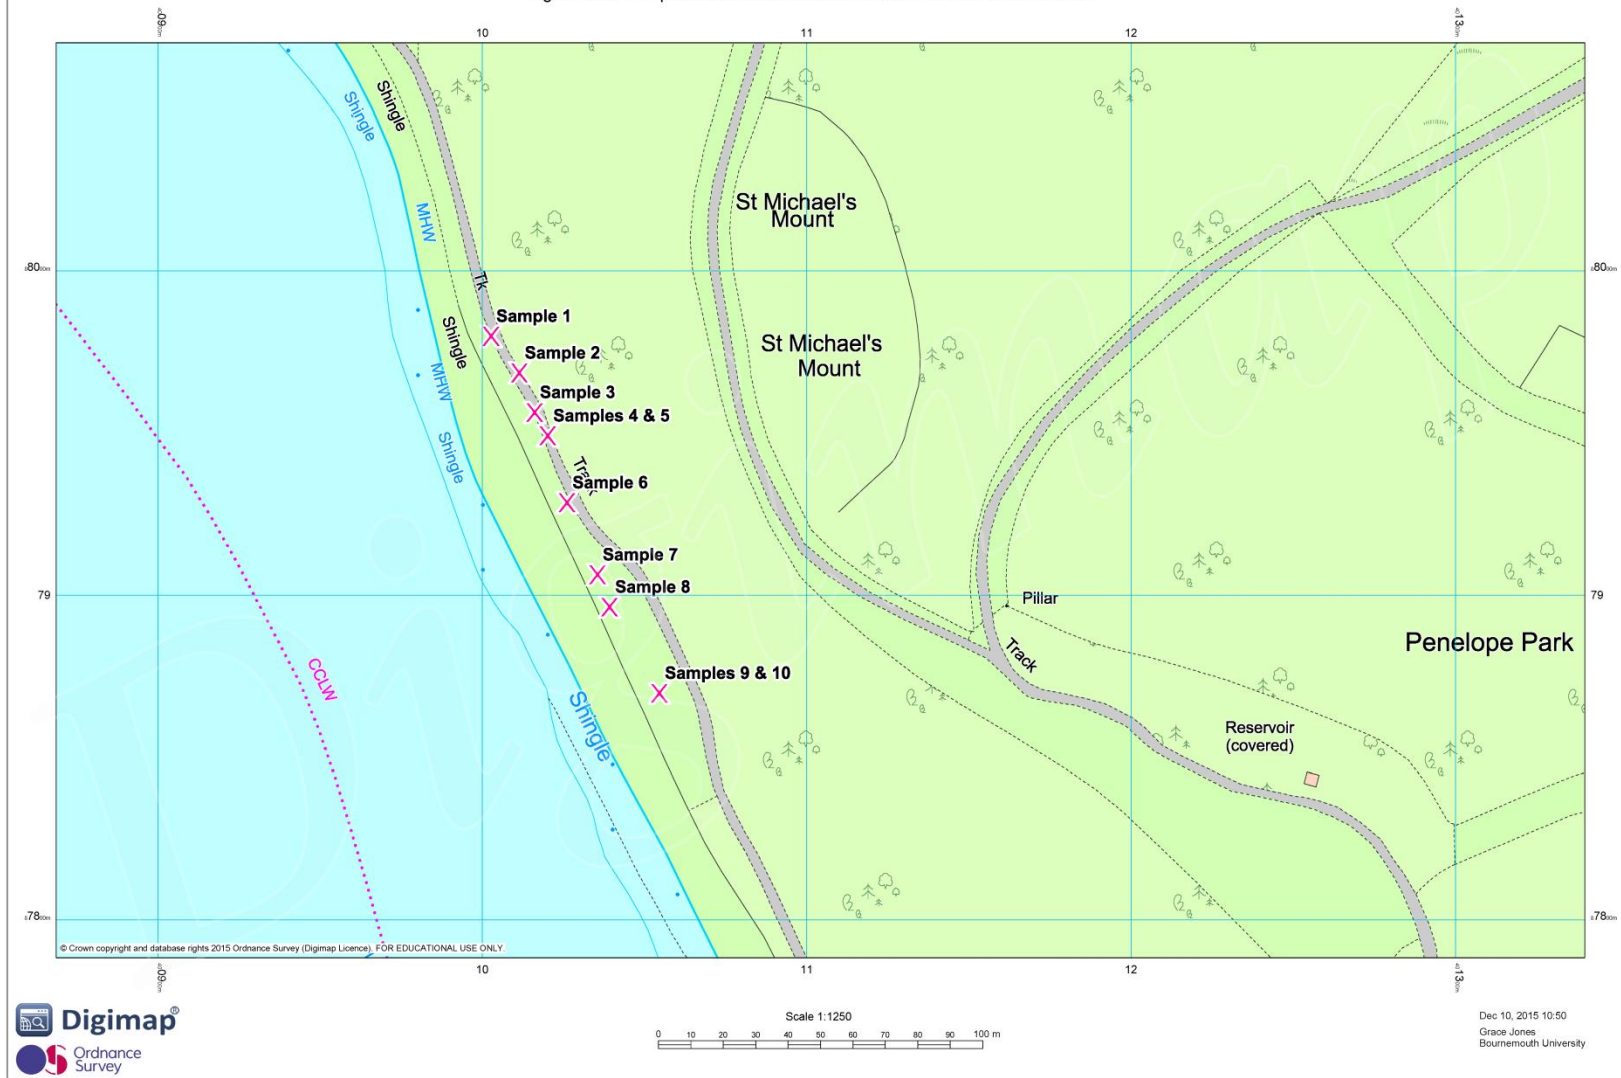 10
11
12
Shingle
Shingle
St Michael's
Mount
MHW
80
80
Tk
Sample 1
Shingle
Sample 2
St Michael's
Mount
MHW
Sample 3
Samples 4 & 5
Shingle
Track
Sample 6
Sample 7
Sample 8
79
79
Pillar
Track
Penelope Park
CCLW
Samples 9 & 10
Shingle
Reservoir
(covered)
78
78
© Crown copyright and database rights 2015 Ordnance Survey (Digimap Licence). FOR EDUCATIONAL USE ONLY.
10
11
12
Digimap®
Ordnance
Survey
Scale 1:1250
0 10 20 30 40 50 60 70 80 90 100 m
Dec 10, 2015 10:50
Grace Jones
Bournemouth University